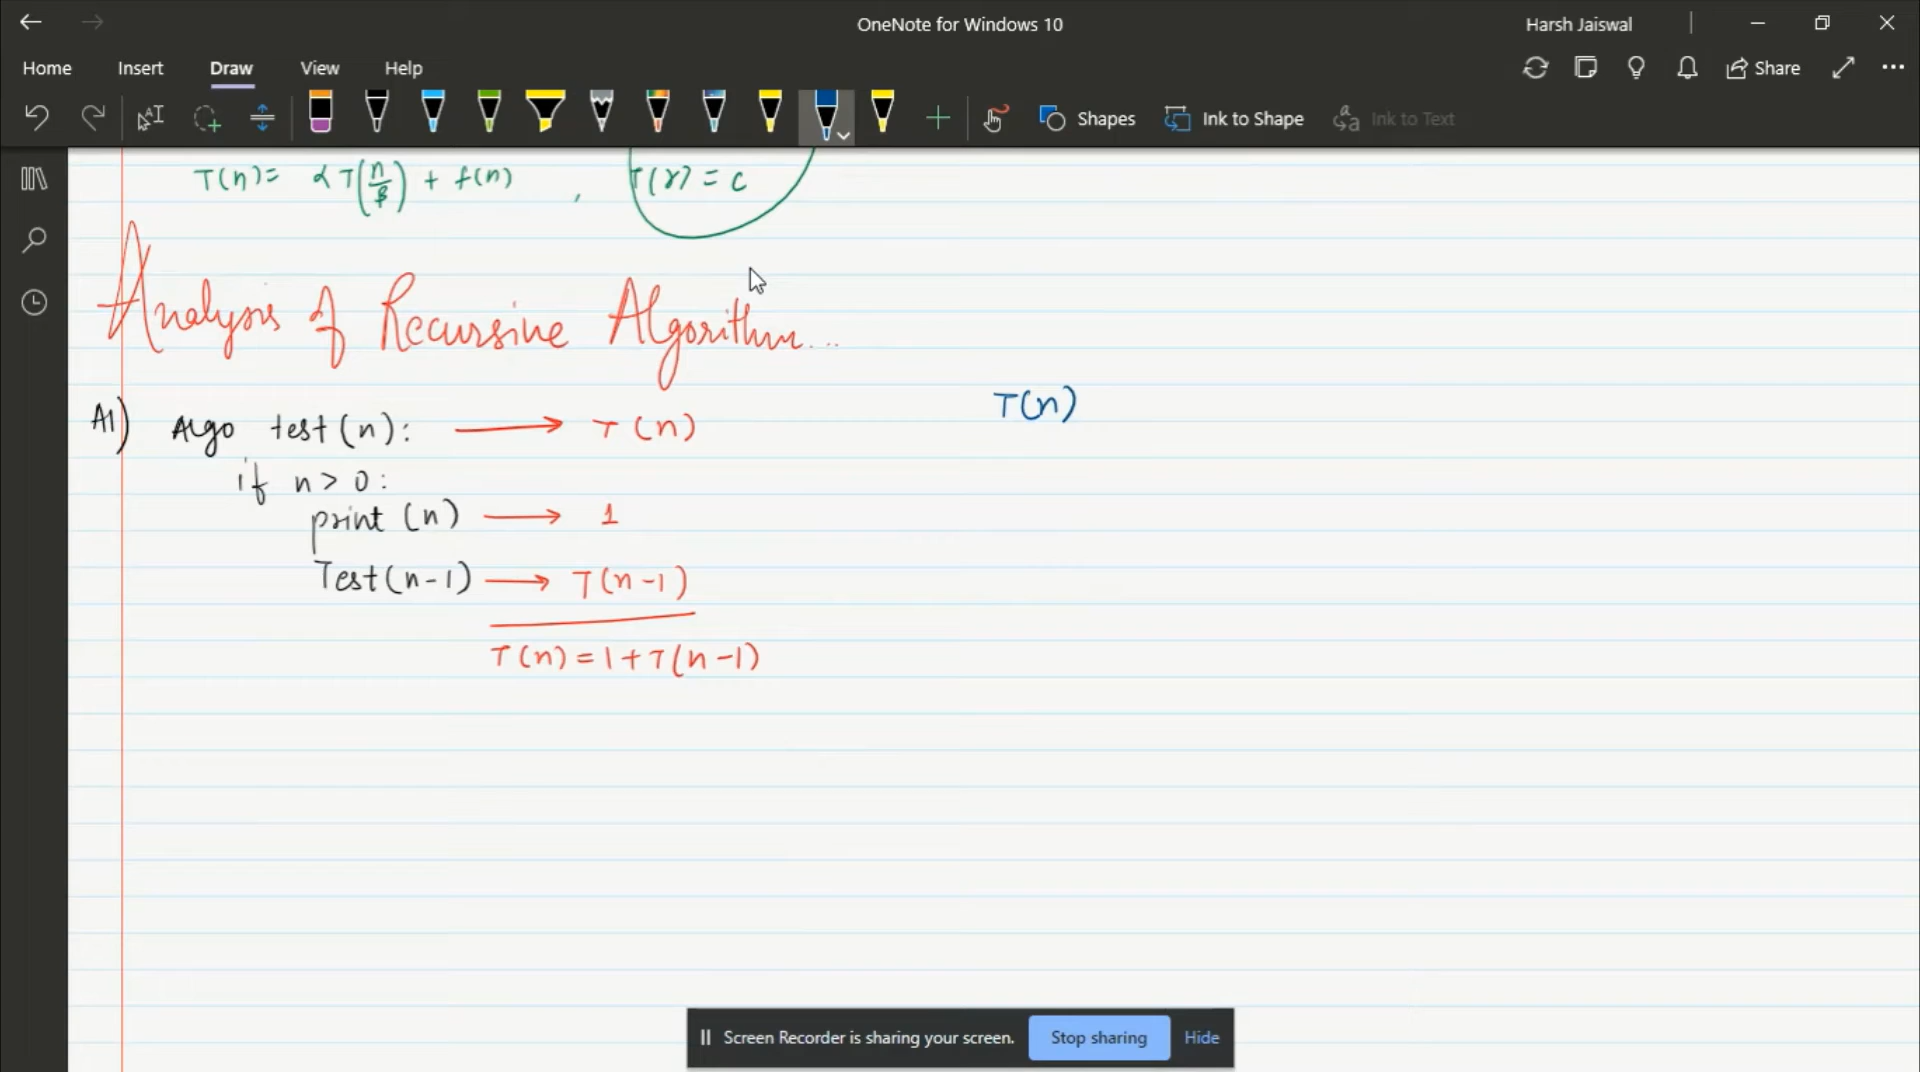 OneNote for Windows 10
Harsh Jaiswal
Home Insert Draw View Help
Share
Shapes Ink to Shape Ink to Text
T(n) = αT(n/β) + f(n) , T(γ) = c
Analysis of Recursive Algorithm...
A1) Algo test(n): → T(n)
if n > 0:
print (n) → 1
Test(n-1) → T(n-1)
T(n) = 1 + T(n-1)
T(n)
Screen Recorder is sharing your screen. Stop sharing Hide